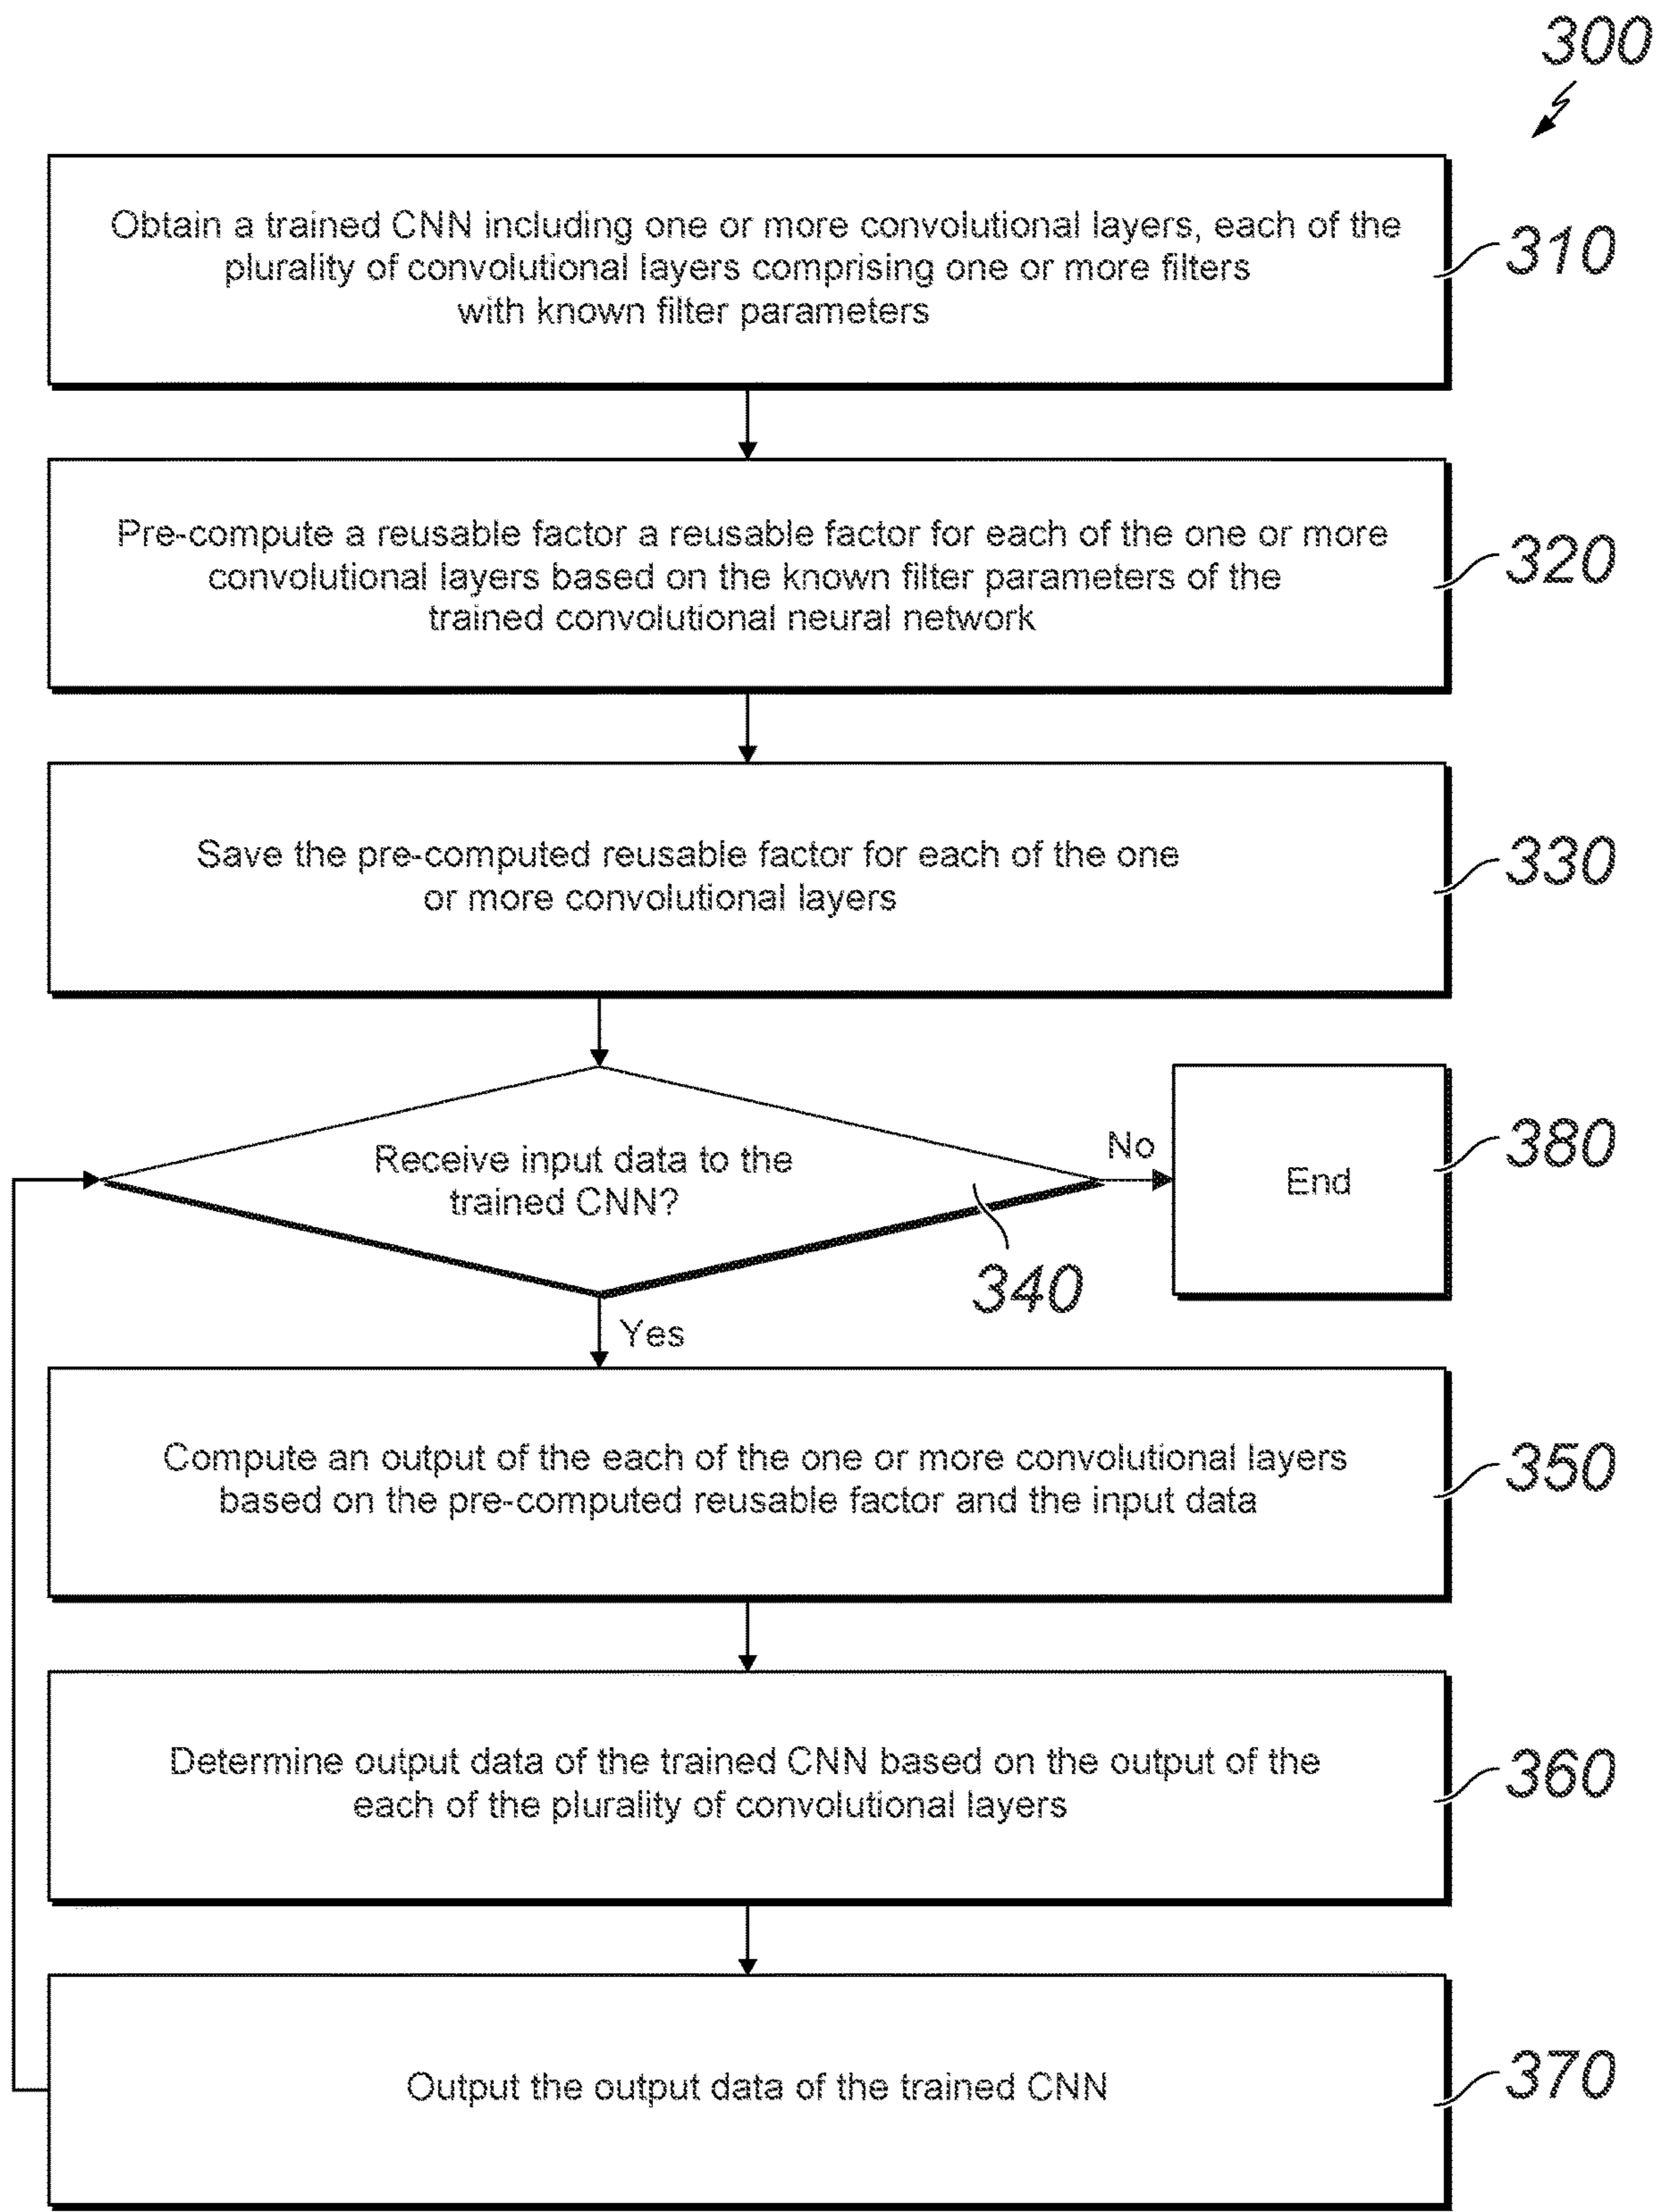 300
Obtain a trained CNN including one or more convolutional layers, each of the
plurality of convolutional layers comprising one or more filters
with known filter parameters
310
Pre-compute a reusable factor a reusable factor for each of the one or more
convolutional layers based on the known filter parameters of the
trained convolutional neural network
320
Save the pre-computed reusable factor for each of the one
or more convolutional layers
330
Receive input data to the
trained CNN?
340
No
End
380
Yes
Compute an output of the each of the one or more convolutional layers
based on the pre-computed reusable factor and the input data
350
Determine output data of the trained CNN based on the output of the
each of the plurality of convolutional layers
360
Output the output data of the trained CNN
370